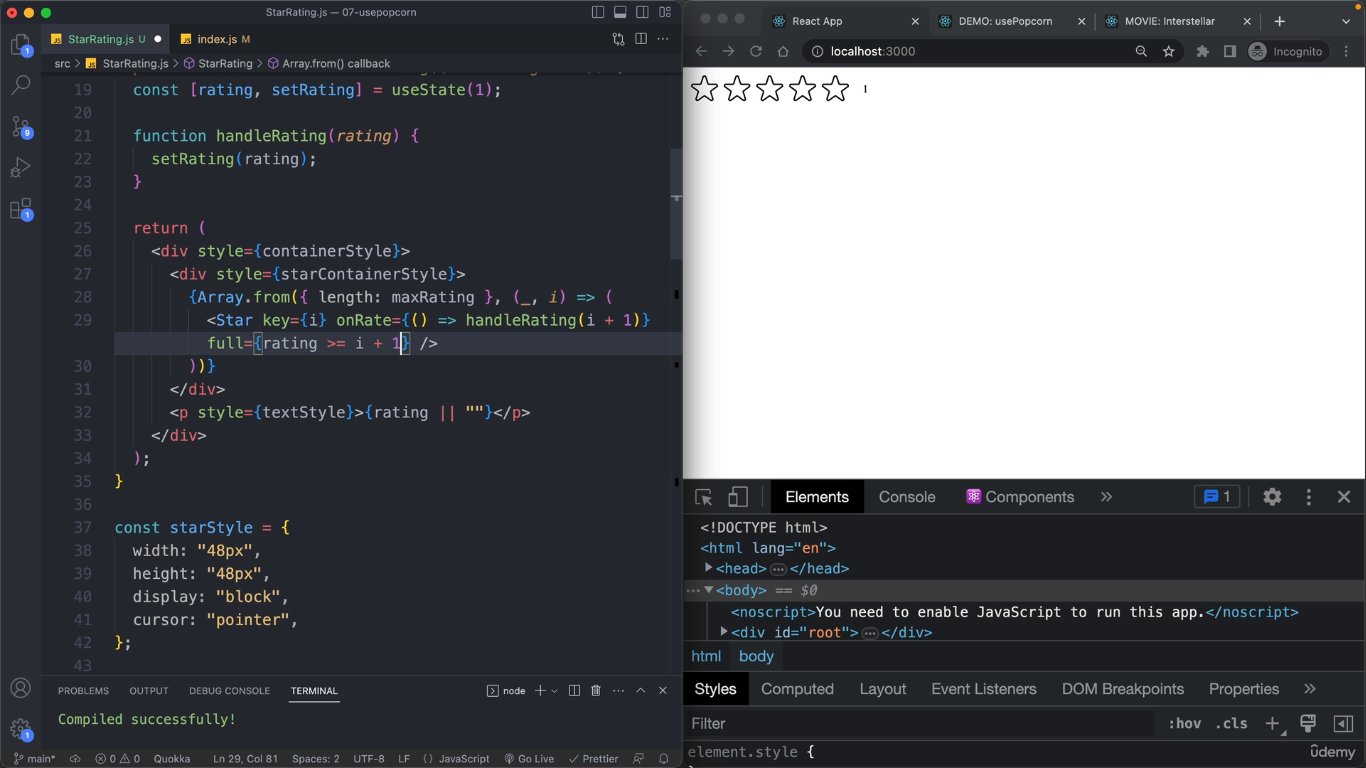 StarRating.js — 07-usepopcorn
StarRating.js U
index.js M
src > StarRating.js > StarRating > Array.from() callback
19 const [rating, setRating] = useState(1);
20
21 function handleRating(rating) {
22 setRating(rating);
23 }
24
25 return (
26 <div style={containerStyle}>
27 <div style={starContainerStyle}>
28 {Array.from({ length: maxRating }, (_, i) => (
29 <Star key={i} onRate={() => handleRating(i + 1)}
full={rating >= i + 1} />
30 ))}
31 </div>
32 <p style={textStyle}>{rating || ""}</p>
33 </div>
34 );
35 }
36
37 const starStyle = {
38 width: "48px",
39 height: "48px",
40 display: "block",
41 cursor: "pointer",
42 };
43
1
9
1
1
PROBLEMS OUTPUT DEBUG CONSOLE TERMINAL
node
Compiled successfully!
main* 0 0 Quokka Ln 29, Col 81 Spaces: 2 UTF-8 LF {} JavaScript Go Live Prettier
React App
DEMO: usePopcorn
MOVIE: Interstellar
localhost:3000
Incognito
1
Elements Console Components » 1
<!DOCTYPE html>
<html lang="en">
<head> … </head>
… <body> == $0
<noscript>You need to enable JavaScript to run this app.</noscript>
<div id="root"> … </div>
html body
Styles Computed Layout Event Listeners DOM Breakpoints Properties »
Filter :hov .cls
element.style {
ûdemy